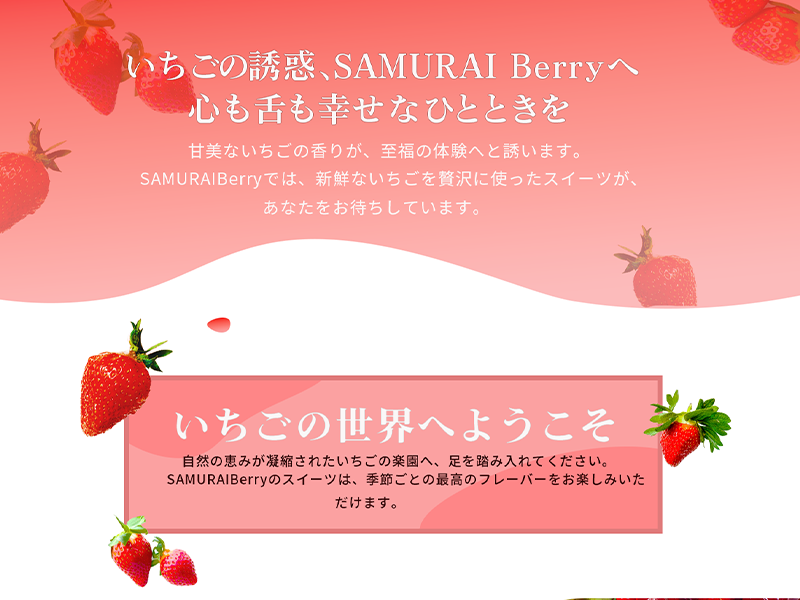 いちごの誘惑、SAMURAI Berryへ
心も舌も幸せなひとときを
甘美ないちごの香りが、至福の体験へと誘います。
SAMURAIBerryでは、新鮮ないちごを贅沢に使ったスイーツが、
あなたをお待ちしています。
いちごの世界へようこそ
自然の恵みが凝縮されたいちごの楽園へ、足を踏み入れてください。
SAMURAIBerryのスイーツは、季節ごとの最高のフレーバーをお楽しみいた
だけます。